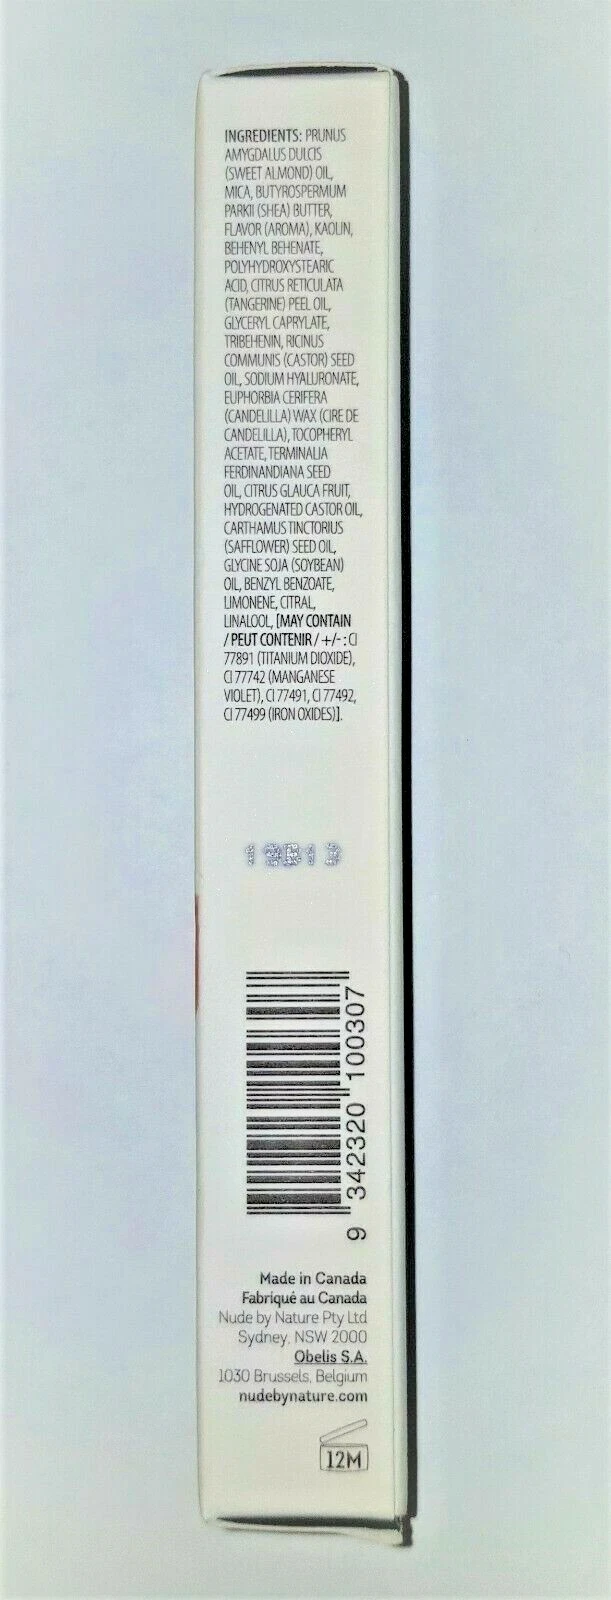 INGREDIENTS: PRUNUS
AMYGDALUS DULCIS
(SWEET ALMOND) OIL,
MICA, BUTYROSPERMUM
PARKII (SHEA) BUTTER,
FLAVOR (AROMA), KAOLIN,
BEHENYL BEHENATE,
POLYHYDROXYSTEARIC
ACID, CITRUS RETICULATA
(TANGERINE) PEEL OIL,
GLYCERYL CAPRYLATE,
TRIBEHENIN, RICINUS
COMMUNIS (CASTOR) SEED
OIL, SODIUM HYALURONATE,
EUPHORBIA CERIFERA
(CANDELILLA) WAX (CIRE DE
CANDELILLA), TOCOPHERYL
ACETATE, TERMINALIA
FERDINANDIANA SEED
OIL, CITRUS GLAUCA FRUIT,
HYDROGENATED CASTOR OIL,
CARTHAMUS TINCTORIUS
(SAFFLOWER) SEED OIL,
GLYCINE SOJA (SOYBEAN)
OIL, BENZYL BENZOATE,
LIMONENE, CITRAL,
LINALOOL, [MAY CONTAIN
/ PEUT CONTENIR / +/- : CI
77891 (TITANIUM DIOXIDE),
CI 77742 (MANGANESE
VIOLET), CI 77491, CI 77492,
CI 77499 (IRON OXIDES)].
19B13
9 342320 100307
Made in Canada
Fabriqué au Canada
Nude by Nature Pty Ltd
Sydney, NSW 2000
Obelis S.A.
1030 Brussels, Belgium
nudebynature.com
12M